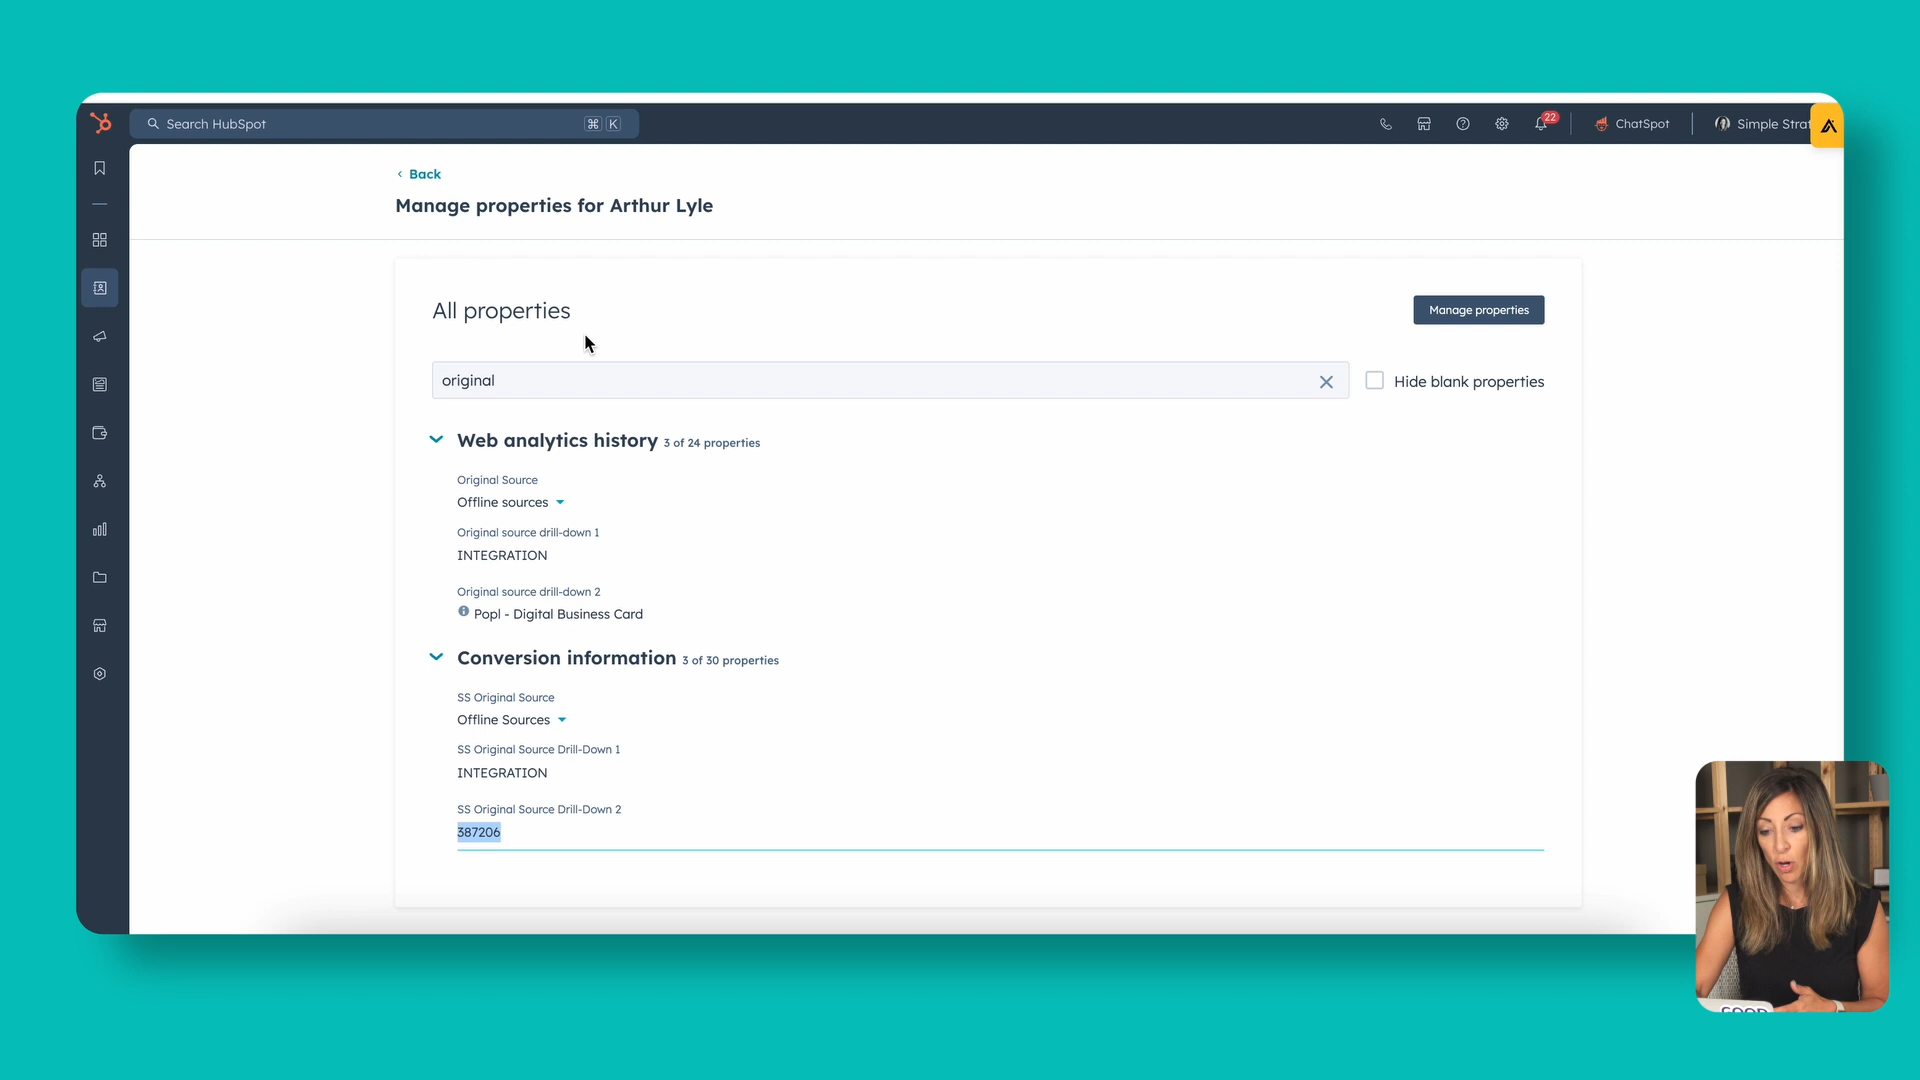 Search HubSpot ⌘ K
22
ChatSpot
Simple Strat
Back
Manage properties for Arthur Lyle
All properties
Manage properties
original
Hide blank properties
Web analytics history 3 of 24 properties
Original Source
Offline sources
Original source drill-down 1
INTEGRATION
Original source drill-down 2
Popl - Digital Business Card
Conversion information 3 of 30 properties
SS Original Source
Offline Sources
SS Original Source Drill-Down 1
INTEGRATION
SS Original Source Drill-Down 2
387206